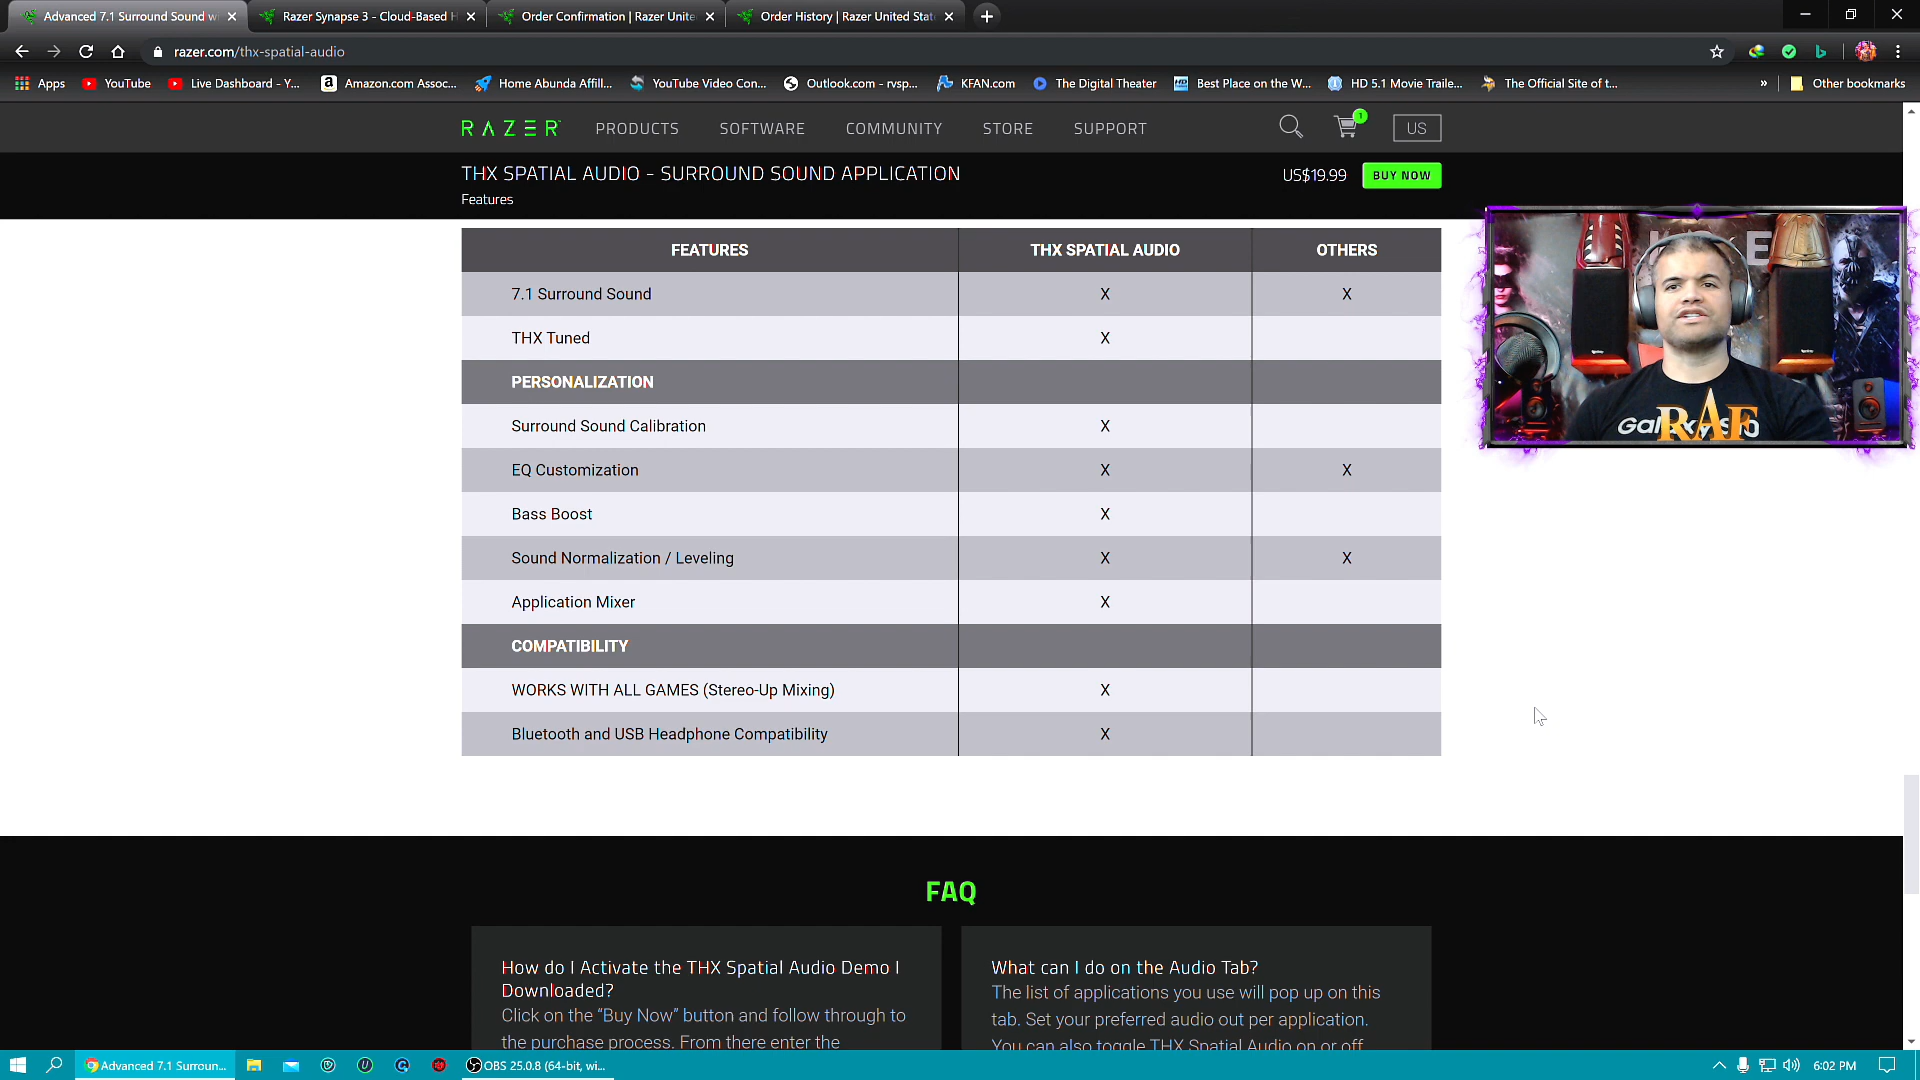 Advanced 7.1 Surround Sound w
Razer Synapse 3 - Cloud-Based H
Order Confirmation | Razer Unite
Order History | Razer United Stat
razer.com/thx-spatial-audio
Apps
YouTube
Live Dashboard - Y...
Amazon.com Assoc...
Home Abunda Affill...
YouTube Video Con...
Outlook.com - rvsp...
KFAN.com
The Digital Theater
Best Place on the W...
HD 5.1 Movie Traile...
The Official Site of t...
»
Other bookmarks
RAZER
PRODUCTS
SOFTWARE
COMMUNITY
STORE
SUPPORT
1
US
THX SPATIAL AUDIO - SURROUND SOUND APPLICATION
US$19.99
BUY NOW
Features
FEATURES THX SPATIAL AUDIO OTHERS
7.1 Surround Sound X X
THX Tuned X
PERSONALIZATION
Surround Sound Calibration X
EQ Customization X X
Bass Boost X
Sound Normalization / Leveling X X
Application Mixer X
COMPATIBILITY
WORKS WITH ALL GAMES (Stereo-Up Mixing) X
Bluetooth and USB Headphone Compatibility X
RAF
FAQ
How do I Activate the THX Spatial Audio Demo I
Downloaded?
Click on the “Buy Now” button and follow through to
the purchase process. From there enter the
What can I do on the Audio Tab?
The list of applications you use will pop up on this
tab. Set your preferred audio out per application.
You can also toggle THX Spatial Audio on or off
Advanced 7.1 Surroun...
OBS 25.0.8 (64-bit, wi...
6:02 PM